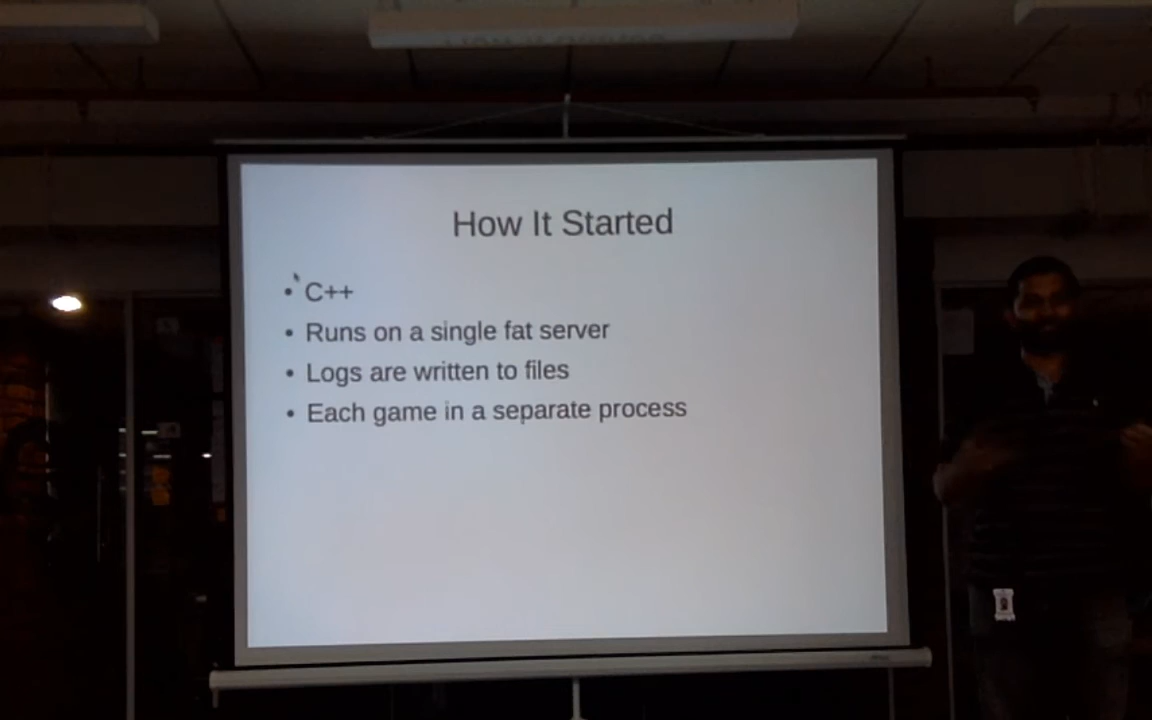 How It Started
• C++
• Runs on a single fat server
• Logs are written to files
• Each game in a separate process